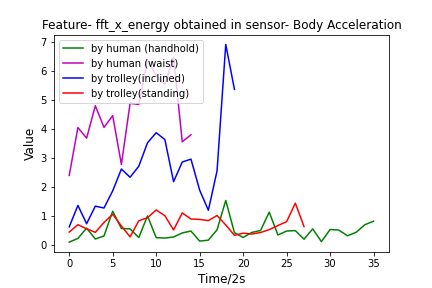 Feature- fft_x_energy obtained in sensor- Body Acceleration
7
6
5
4
3
2
1
0
Value
by human (handhold)
by human (waist)
by trolley(inclined)
by trolley(standing)
0 5 10 15 20 25 30 35
Time/2s